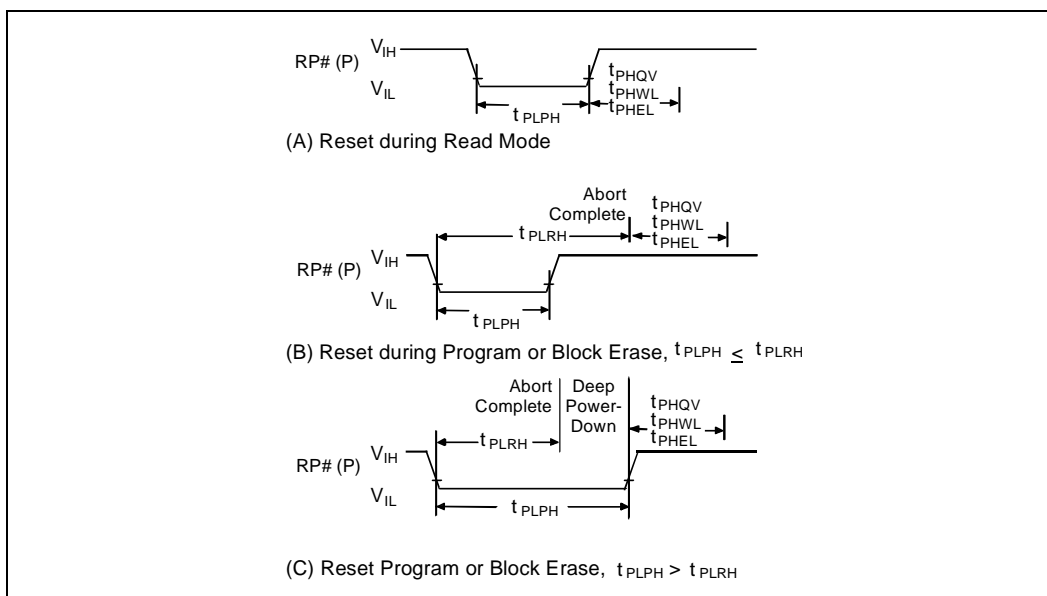 RP# (P)
VIH
VIL
tPLPH
tPHQV
tPHWL
tPHEL
(A) Reset during Read Mode
Abort
Complete
tPLRH
tPHQV
tPHWL
tPHEL
RP# (P)
VIH
VIL
tPLPH
(B) Reset during Program or Block Erase, tPLPH ≤ tPLRH
Abort
Complete
Deep
Power-
Down
tPLRH
tPHQV
tPHWL
tPHEL
RP# (P)
VIH
VIL
tPLPH
(C) Reset Program or Block Erase, tPLPH > tPLRH